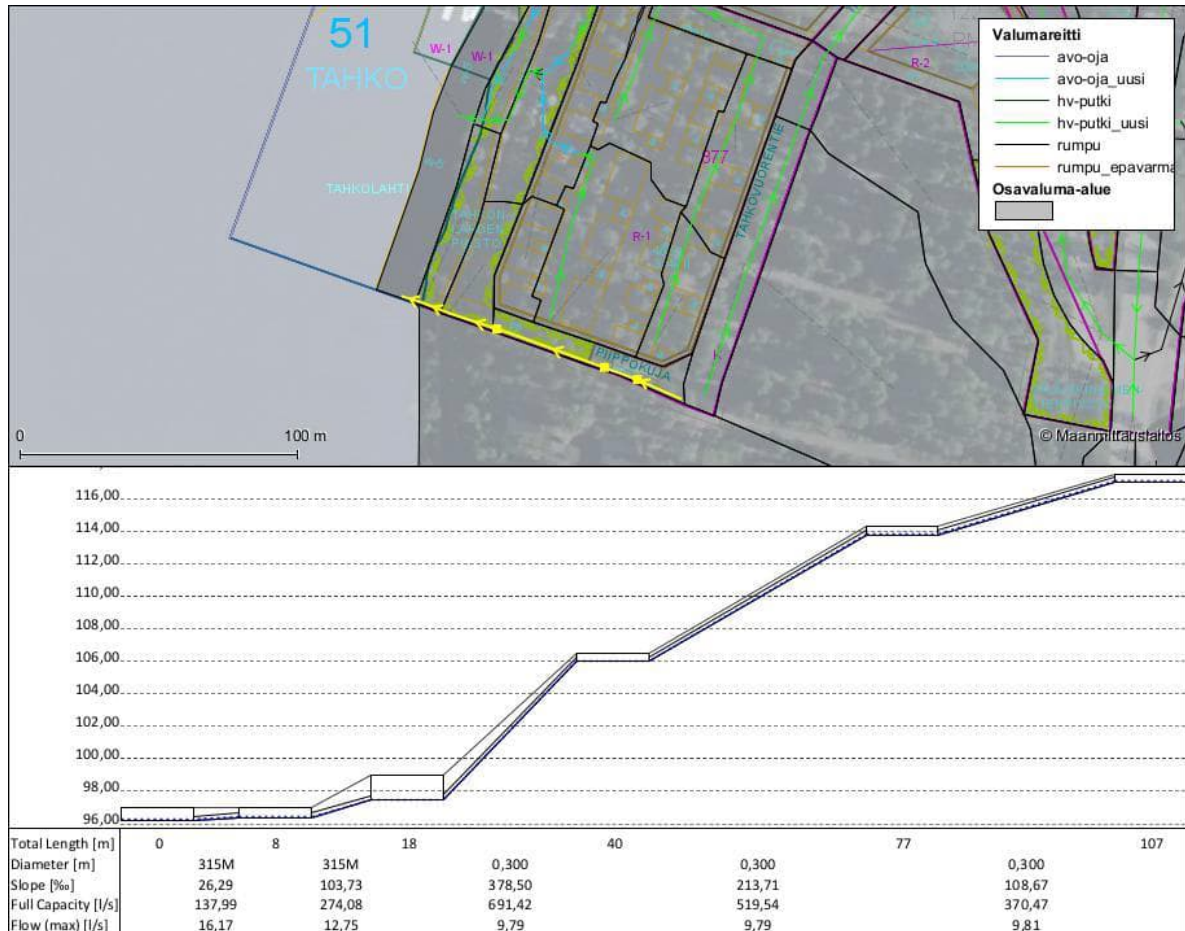 51
TAHKO
W-1
W-1
R-2
Valumareitti
avo-oja
avo-oja_uusi
hv-putki
hv-putki_uusi
rumpu
rumpu_epavarma
Osavaluma-alue
TAHKOLAHTI
TAHKOVUORENTIE
877
R-1
PIIPPOKUJA
0 100 m
© Maanmittauslaitos
116,00
114,00
112,00
110,00
108,00
106,00
104,00
102,00
100,00
98,00
96,00
Total Length [m] 0 8 18 40 77 107
Diameter [m] 315M 315M 0,300 0,300 0,300
Slope [‰] 26,29 103,73 378,50 213,71 108,67
Full Capacity [l/s] 137,99 274,08 691,42 519,54 370,47
Flow (max) [l/s] 16,17 12,75 9,79 9,79 9,81